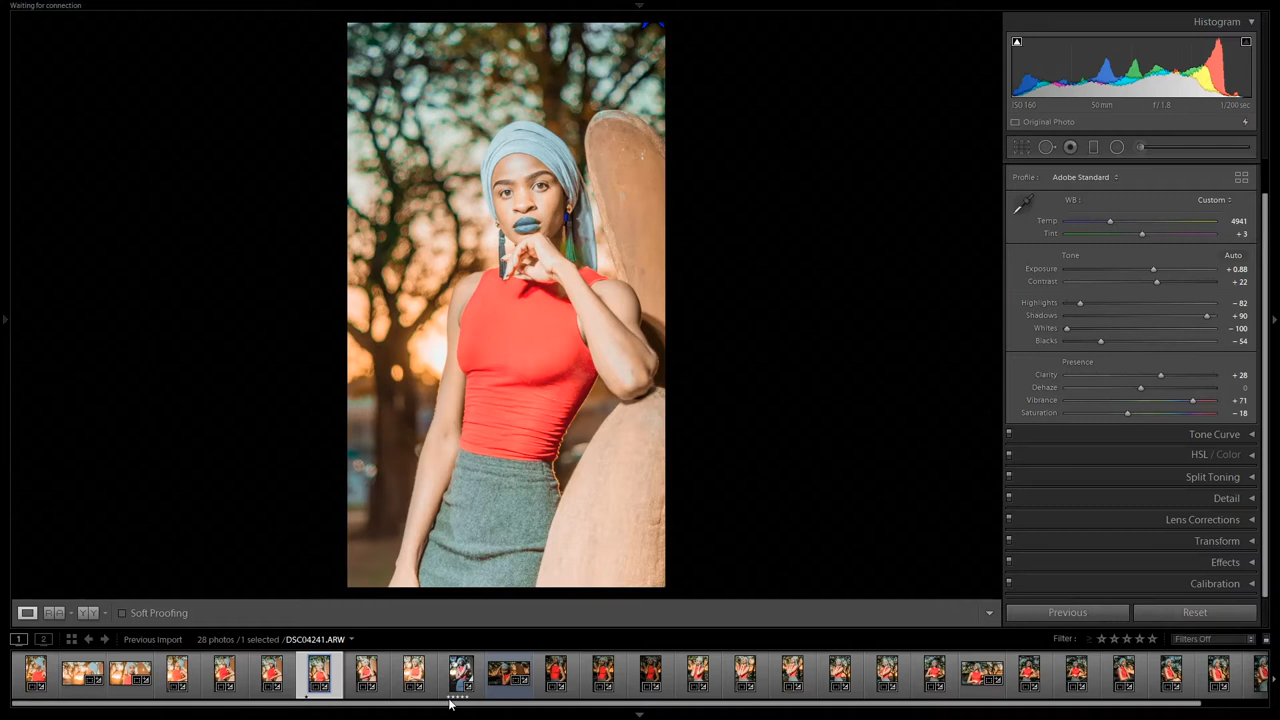 Waiting for connection
Histogram
ISO 160 50 mm f / 1.8 1/200 sec
Original Photo
Profile : Adobe Standard
WB : Custom
Temp 4941
Tint + 3
Tone Auto
Exposure + 0.88
Contrast + 22
Highlights − 82
Shadows + 90
Whites − 100
Blacks − 54
Presence
Clarity + 28
Dehaze 0
Vibrance + 71
Saturation − 18
Tone Curve
HSL / Color
Split Toning
Detail
Lens Corrections
Transform
Effects
Calibration
R A Y Y Soft Proofing
Previous Reset
1 2 Previous Import 28 photos / 1 selected / DSC04241.ARW Filter : Filters Off